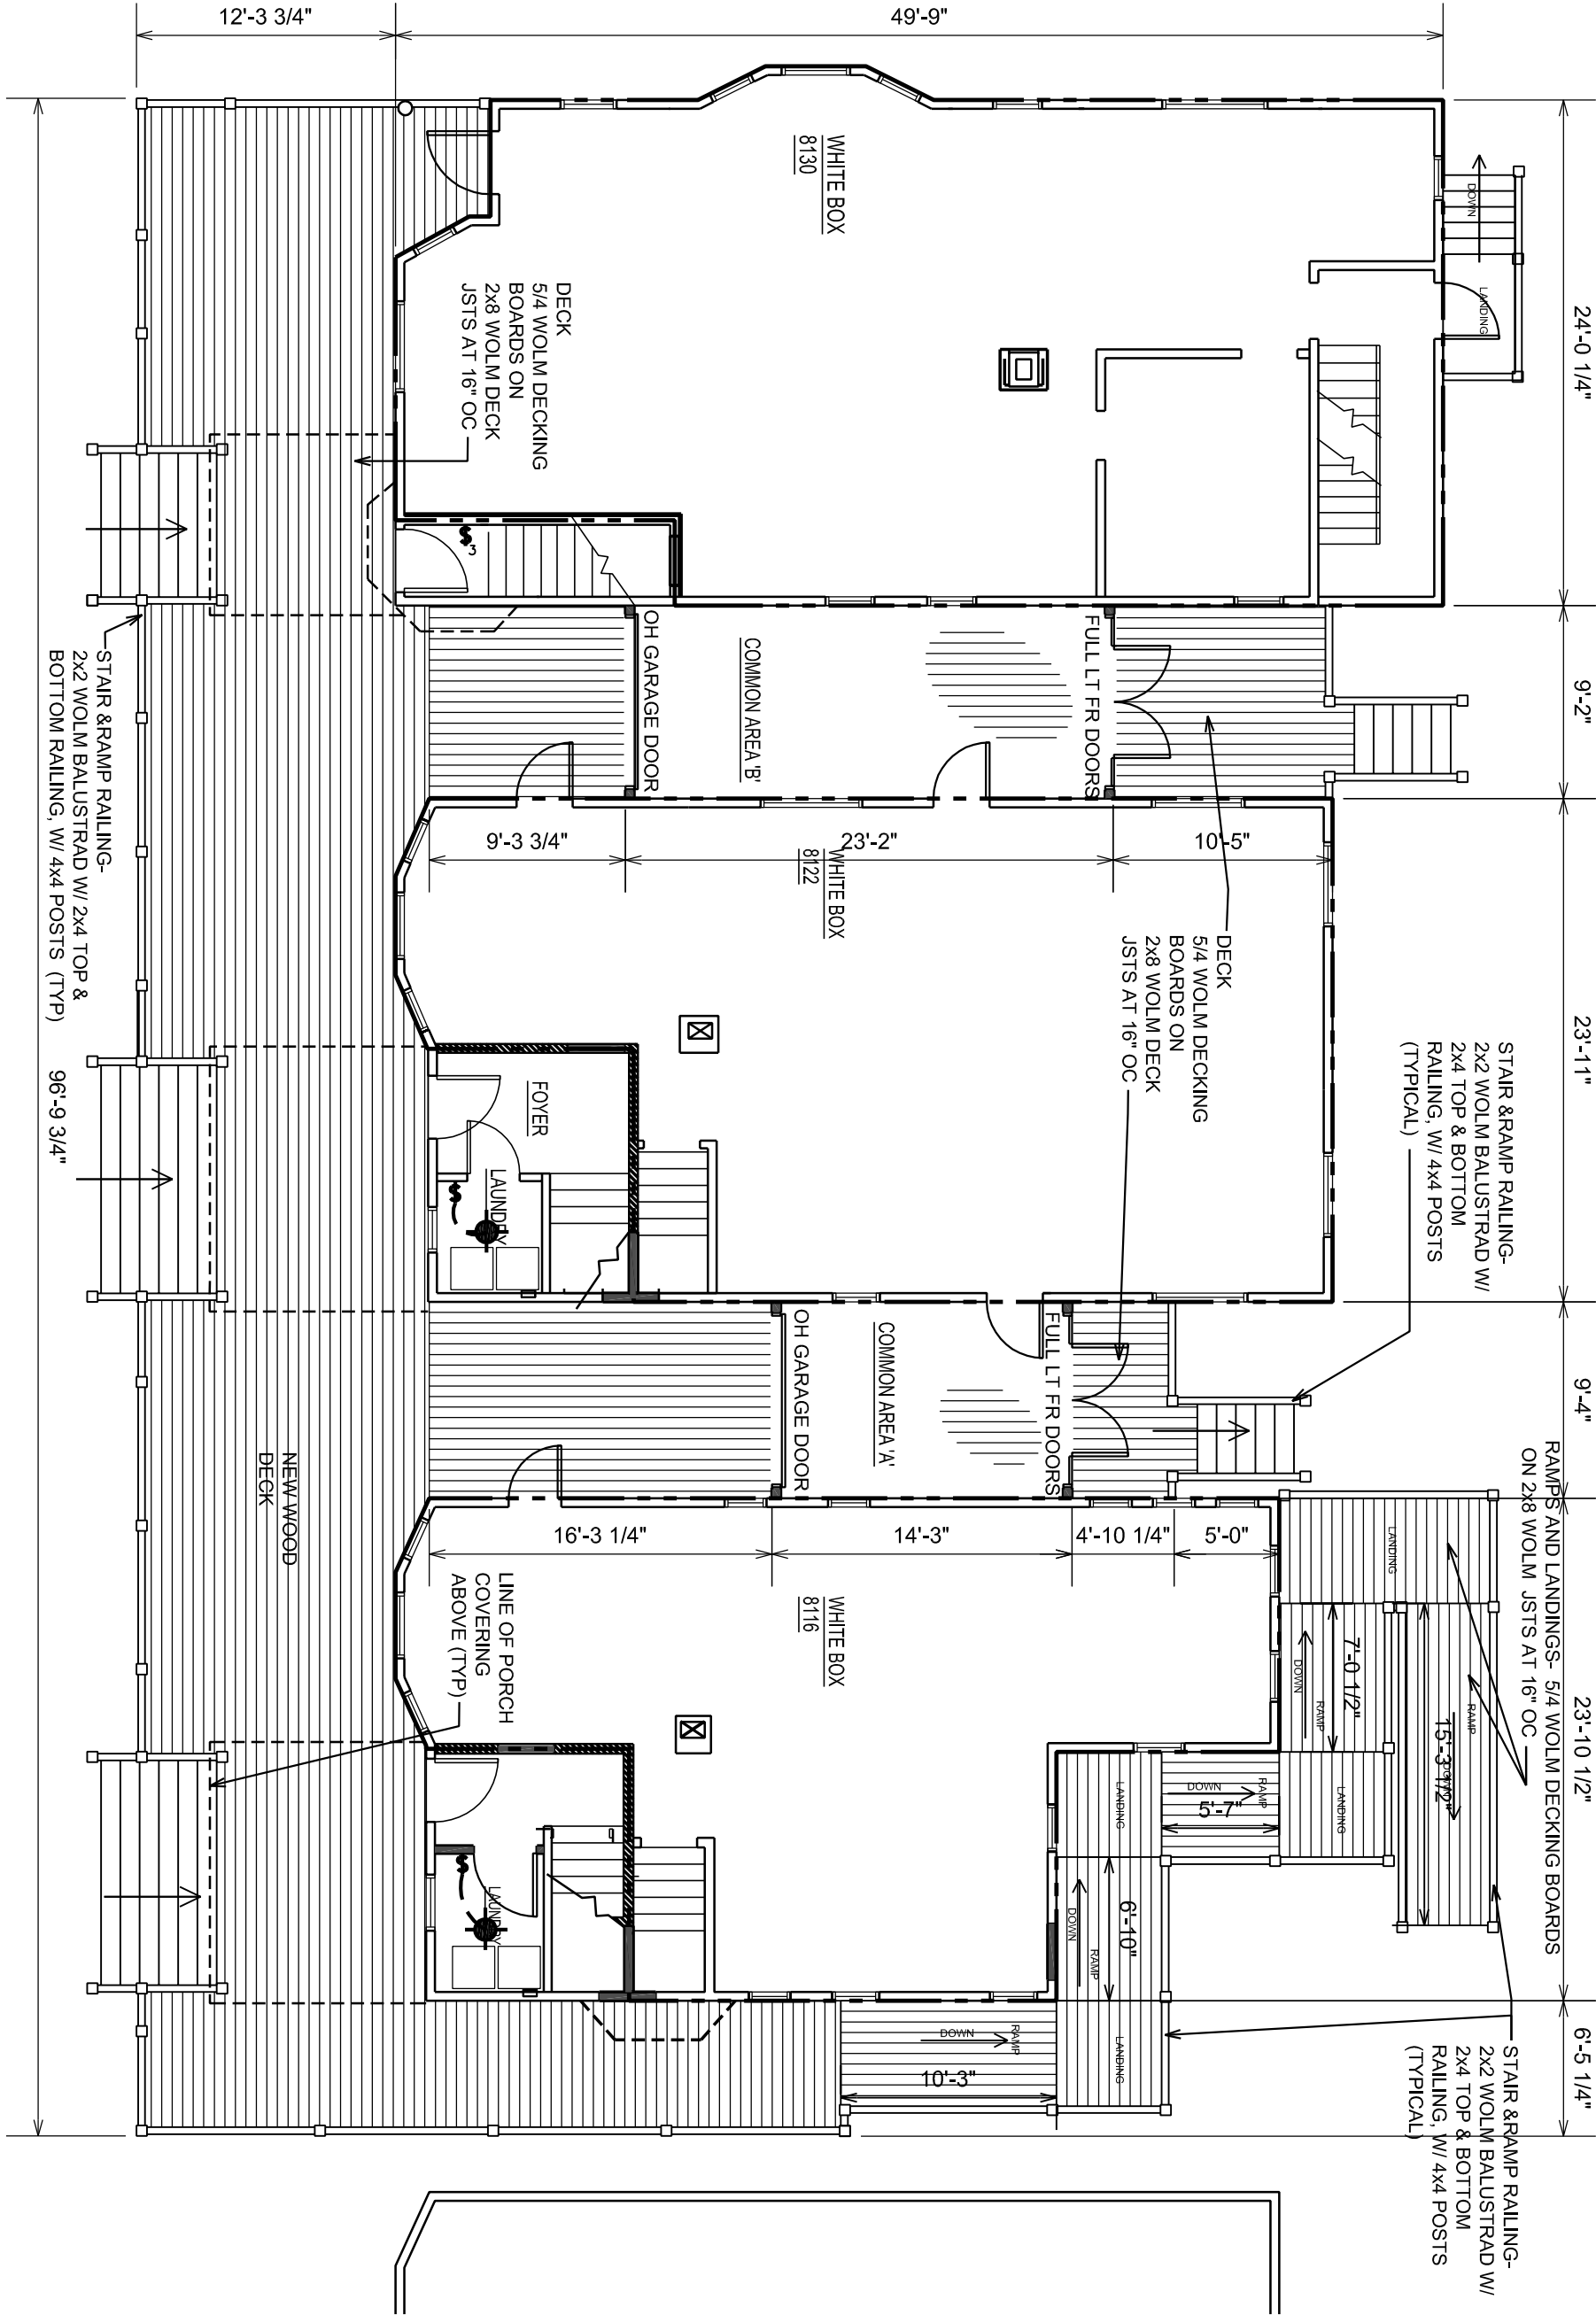 12'-3 3/4"
49'-9"
24'-0 1/4"
9'-2"
23'-11"
9'-4"
23'-10 1/2"
6'-5 1/4"
96'-9 3/4"
WHITE BOX
8130
DOWN
LANDING
DECK
5/4 WOLM DECKING
BOARDS ON
2x8 WOLM DECK
JSTS AT 16" OC
$3
STAIR &RAMP RAILING-
2x2 WOLM BALUSTRAD W/ 2x4 TOP &
BOTTOM RAILING, W/ 4x4 POSTS (TYP)
OH GARAGE DOOR
COMMON AREA 'B'
FULL LT FR DOORS
9'-3 3/4"
23'-2"
10'-5"
WHITE BOX
8122
DECK
5/4 WOLM DECKING
BOARDS ON
2x8 WOLM DECK
JSTS AT 16" OC
STAIR &RAMP RAILING-
2x2 WOLM BALUSTRAD W/
2x4 TOP & BOTTOM
RAILING, W/ 4x4 POSTS
(TYPICAL)
FOYER
LAUNDRY
$
OH GARAGE DOOR
COMMON AREA 'A'
FULL LT FR DOORS
NEW WOOD
DECK
RAMPS AND LANDINGS- 5/4 WOLM DECKING BOARDS
ON 2x8 WOLM JSTS AT 16" OC
16'-3 1/4"
14'-3"
4'-10 1/4"
5'-0"
WHITE BOX
8116
LINE OF PORCH
COVERING
ABOVE (TYP)
LANDING
DOWN
RAMP
7'-0 1/2"
RAMP
DOWN
15'-3 1/2"
LANDING
DOWN
RAMP
5'-7"
LANDING
DOWN
RAMP
6'-10"
LANDING
DOWN
RAMP
10'-3"
LAUNDRY
$
STAIR &RAMP RAILING-
2x2 WOLM BALUSTRAD W/
2x4 TOP & BOTTOM
RAILING, W/ 4x4 POSTS
(TYPICAL)